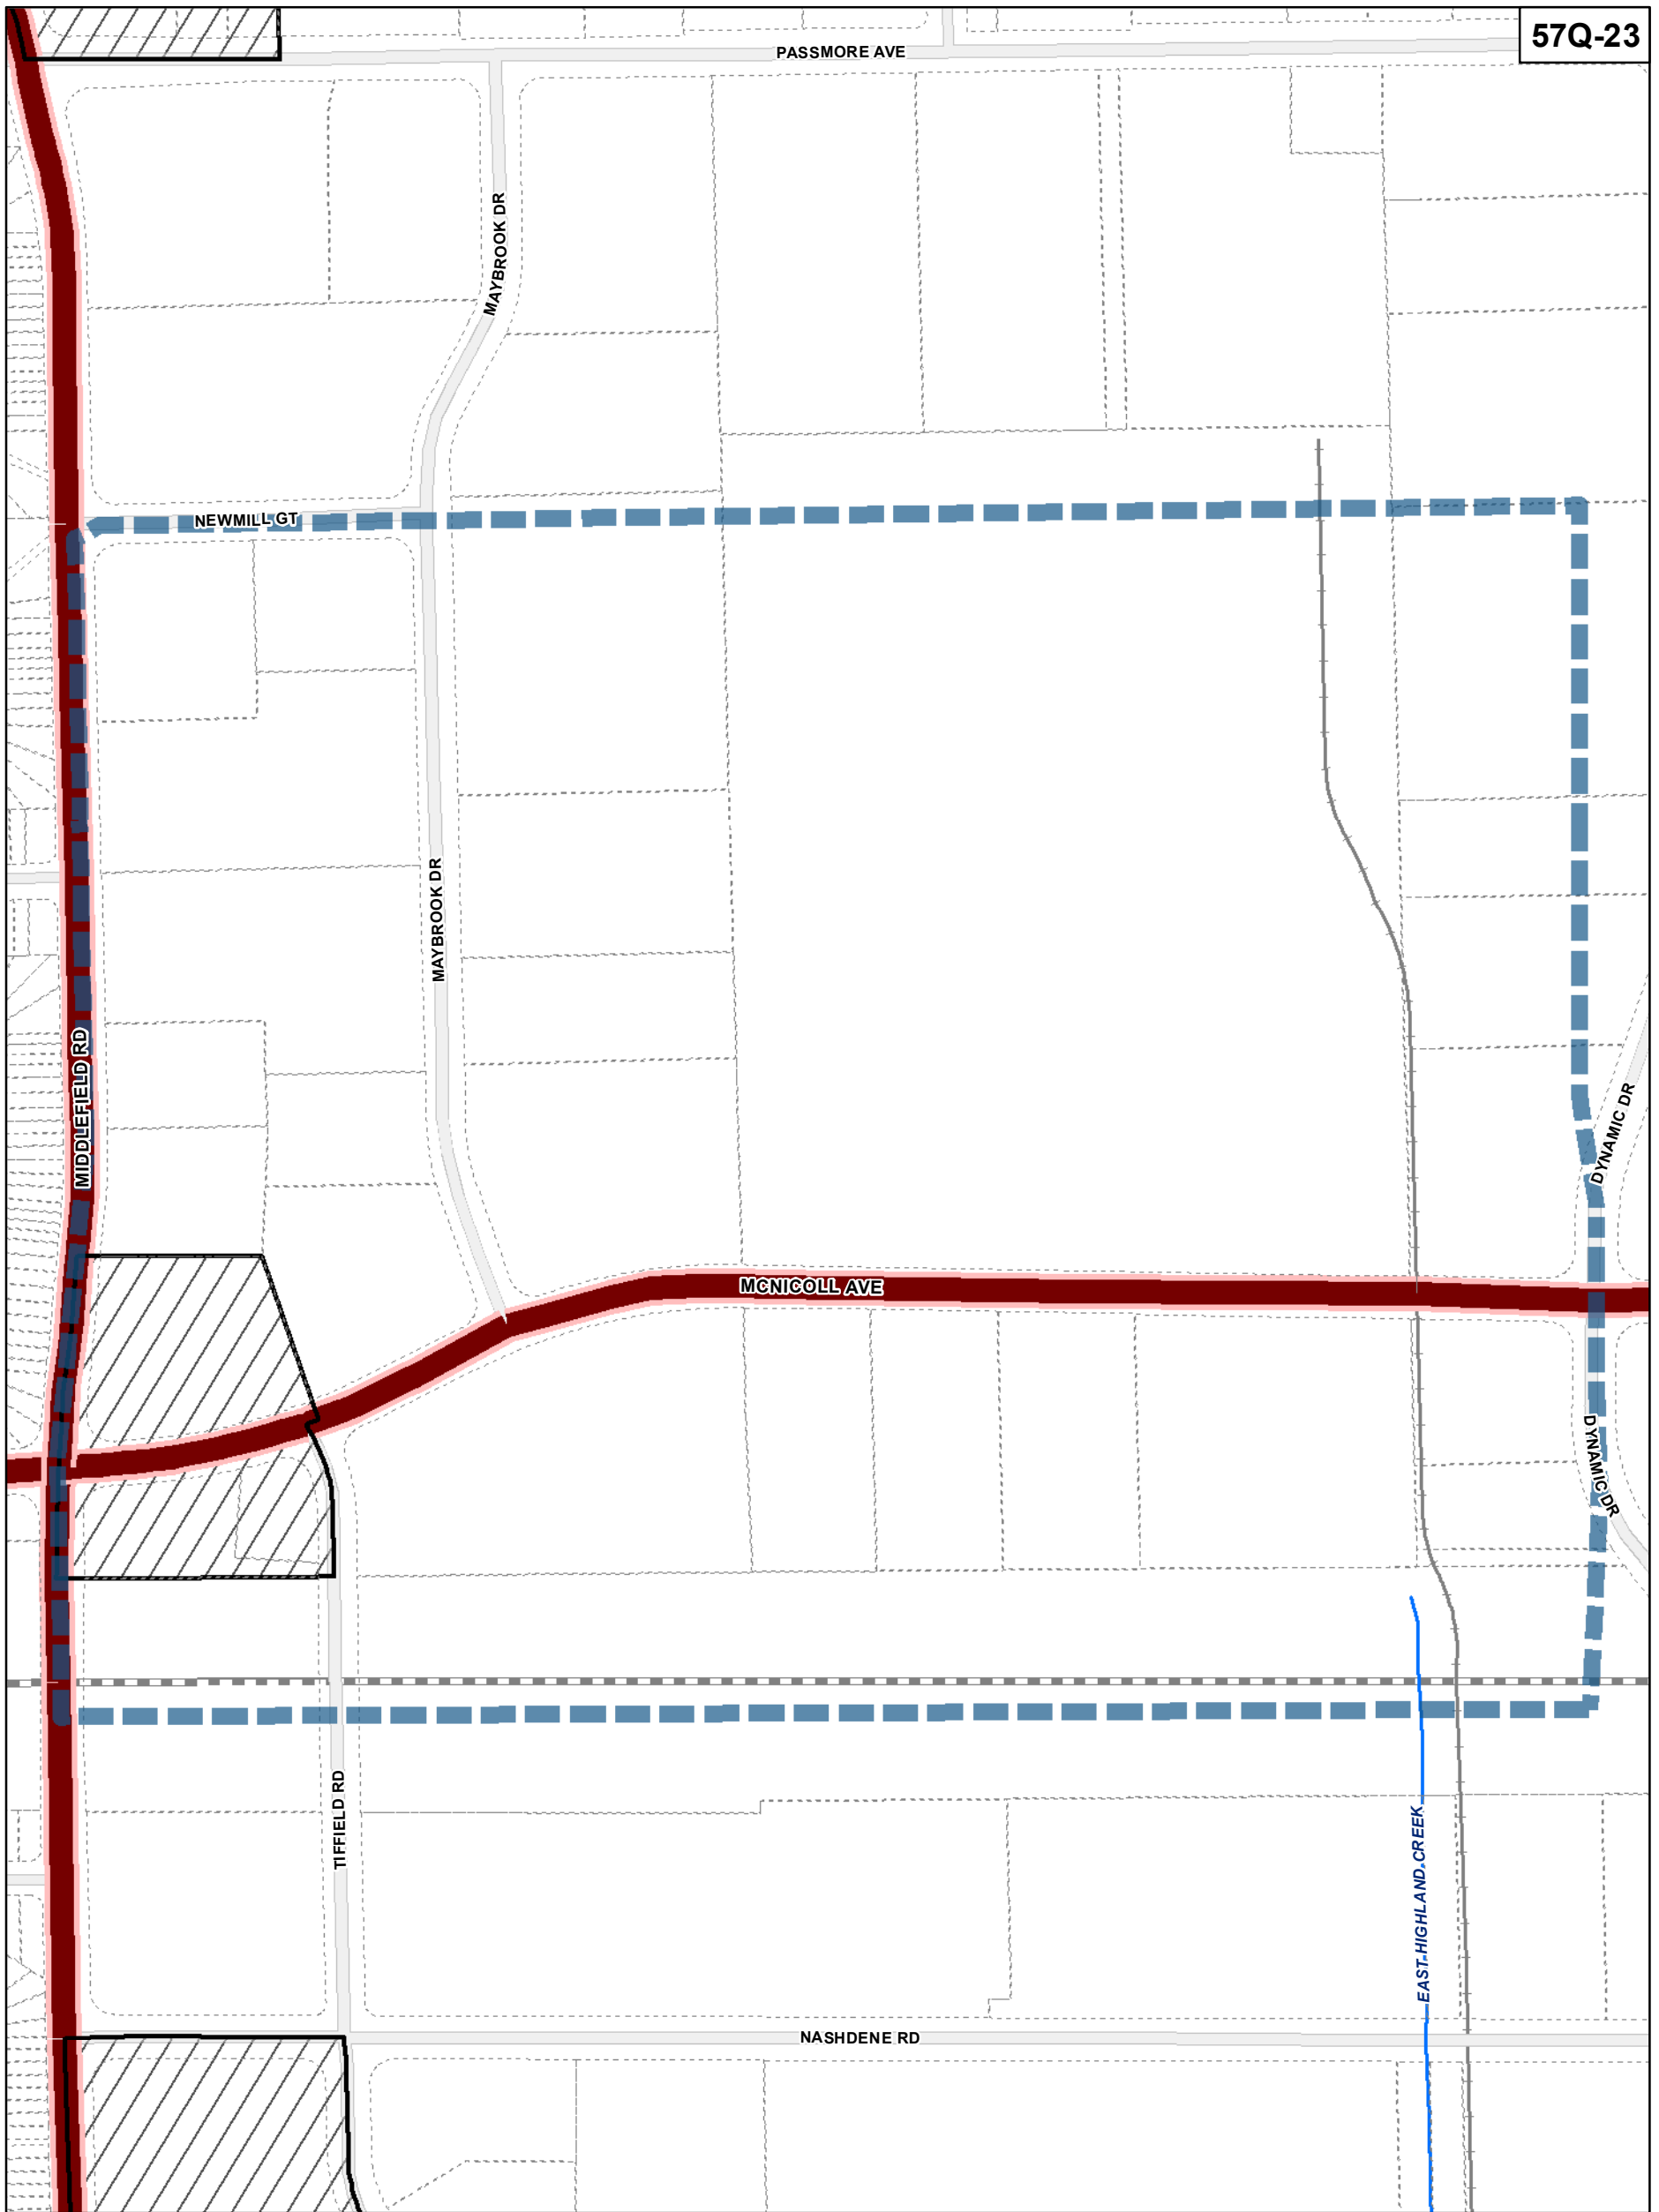 57Q-23
PASSMORE AVE
MAYBROOK DR
NEWMILL GT
MAYBROOK DR
MIDDLEFIELD RD
DYNAMIC DR
MCNICOLL AVE
DYNAMIC DR
TIFFIELD RD
EAST HIGHLAND CREEK
NASHDENE RD